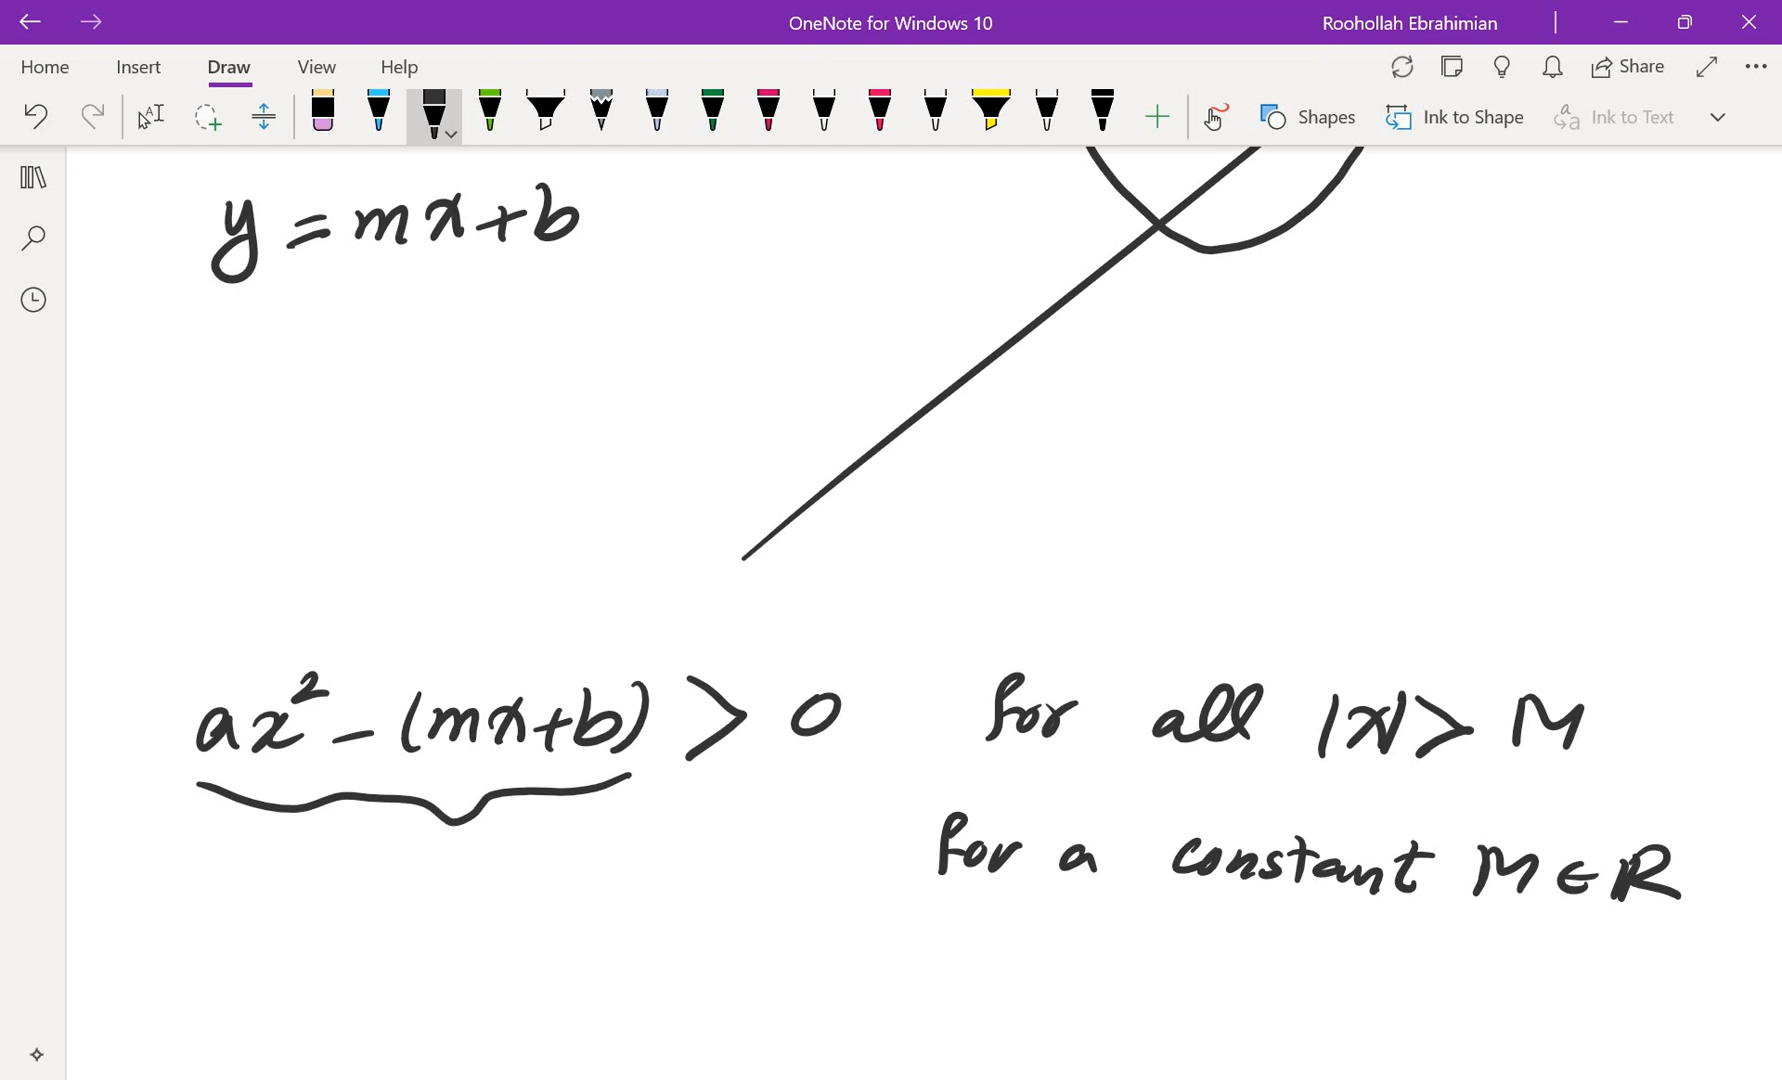 OneNote for Windows 10
Roohollah Ebrahimian
Home Insert Draw View Help
Share
Shapes Ink to Shape Ink to Text
y = mx+b
ax² - (mx+b) > 0 for all |x| > M
for a constant M ∈ ℝ